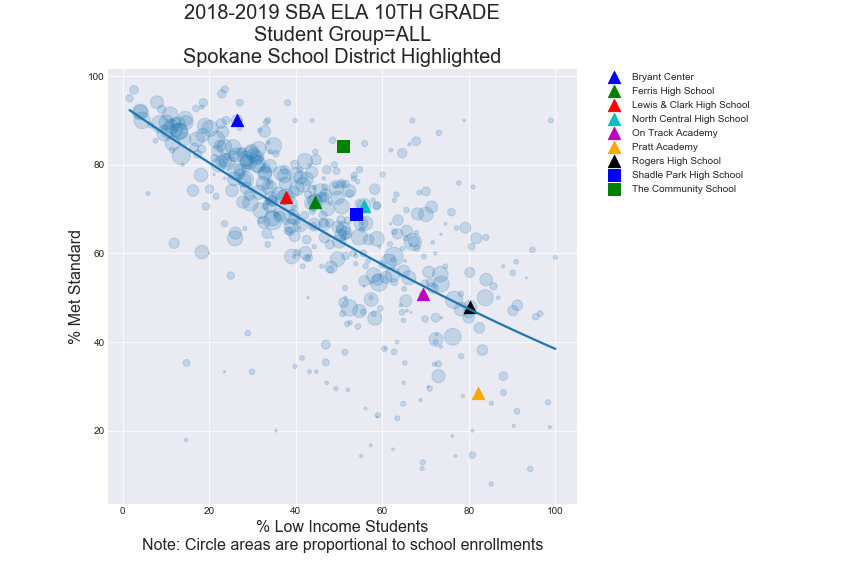 2018-2019 SBA ELA 10TH GRADE
Student Group=ALL
Spokane School District Highlighted
% Met Standard
100
80
60
40
20
0
20
40
60
80
100
% Low Income Students
Note: Circle areas are proportional to school enrollments
Bryant Center
Ferris High School
Lewis & Clark High School
North Central High School
On Track Academy
Pratt Academy
Rogers High School
Shadle Park High School
The Community School